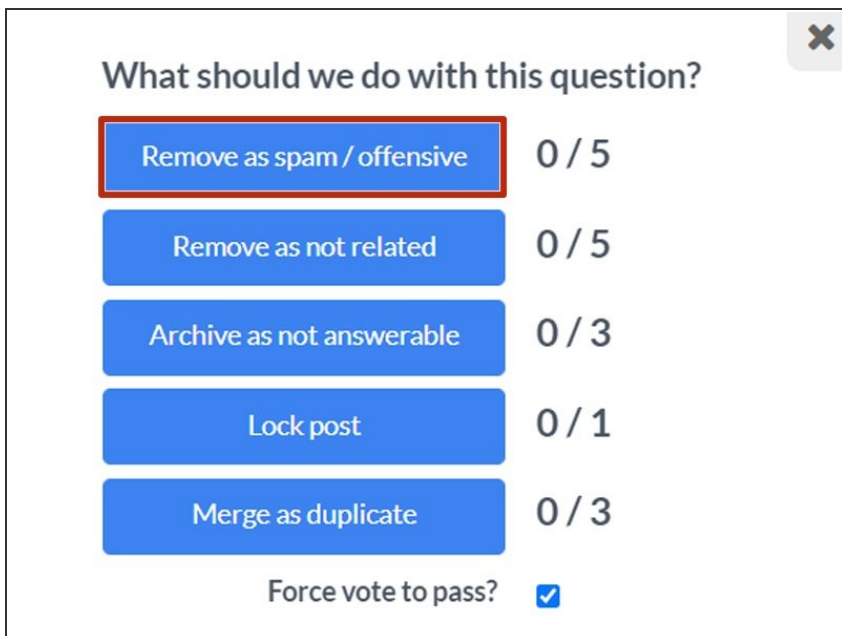 What should we do with this question?
Remove as spam / offensive 0 / 5
Remove as not related 0 / 5
Archive as not answerable 0 / 3
Lock post 0 / 1
Merge as duplicate 0 / 3
Force vote to pass?